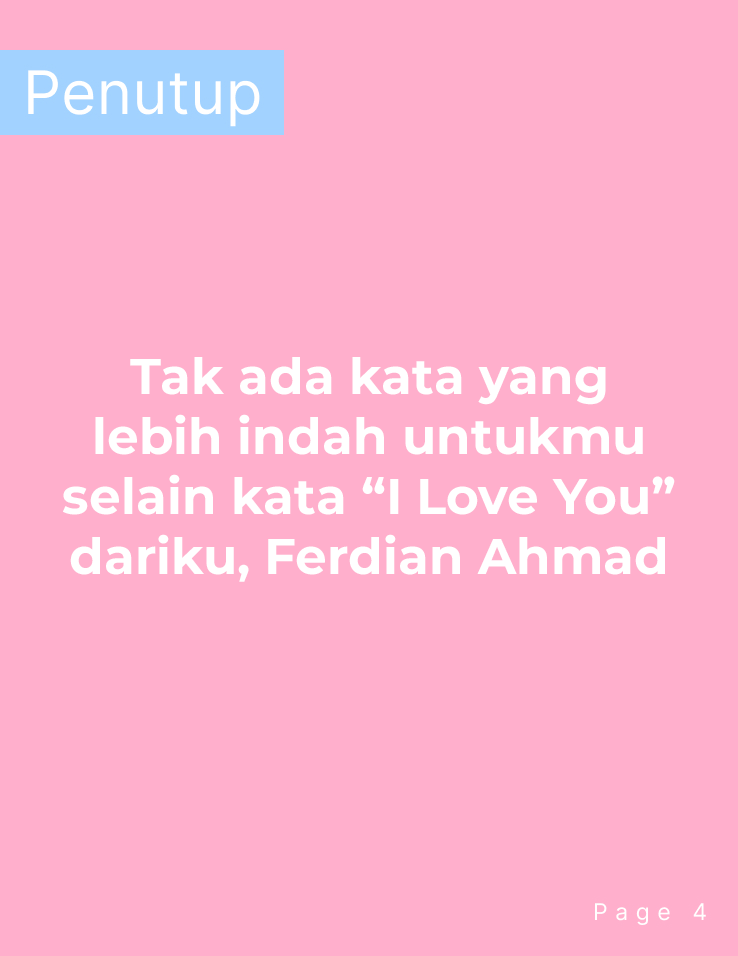 Penutup
Tak ada kata yang
lebih indah untukmu
selain kata “I Love You”
dariku, Ferdian Ahmad
Page 4